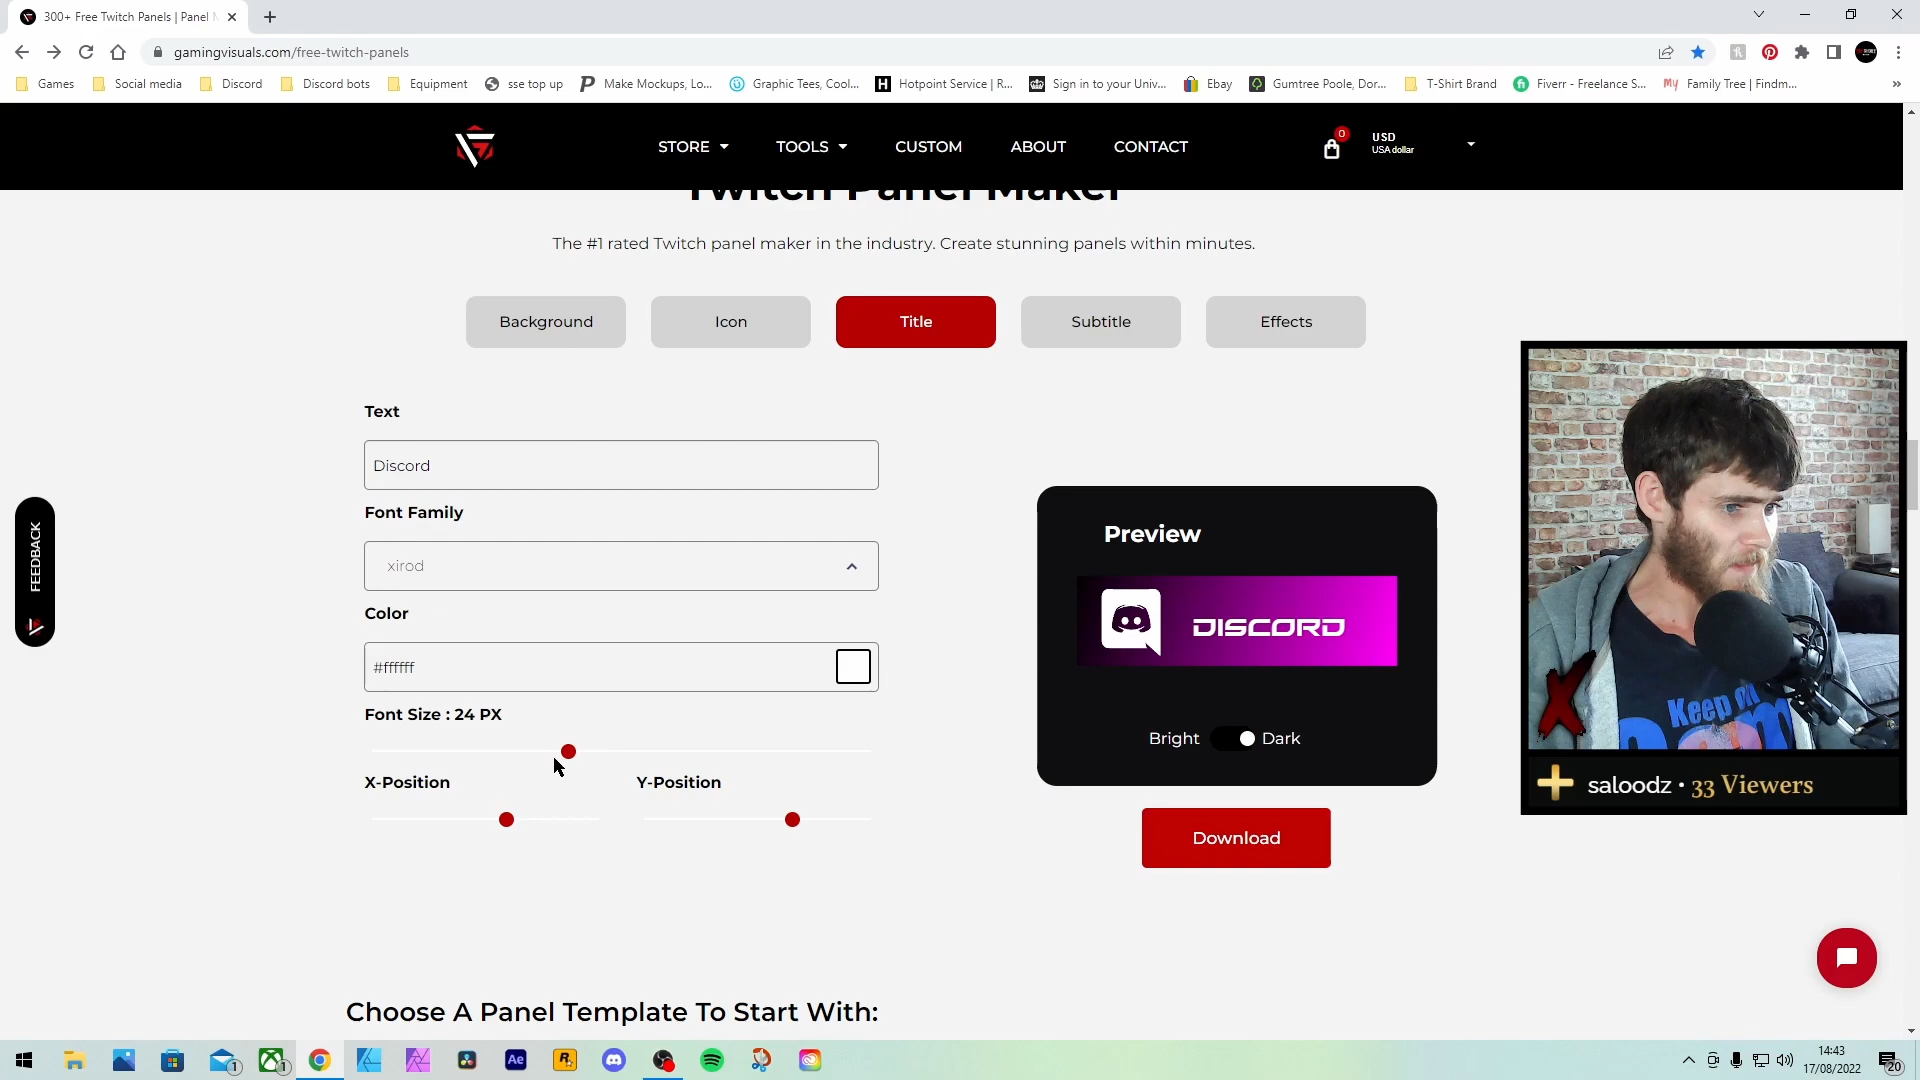 300+ Free Twitch Panels | Panel M
gamingvisuals.com/free-twitch-panels
Games
Social media
Discord
Discord bots
Equipment
sse top up
Make Mockups, Lo...
Graphic Tees, Cool...
Hotpoint Service | R...
Sign in to your Univ...
Ebay
Gumtree Poole, Dor...
T-Shirt Brand
Fiverr - Freelance S...
Family Tree | Findm...
STORE
TOOLS
CUSTOM
ABOUT
CONTACT
0
USD
USA dollar
Twitch Panel Maker
The #1 rated Twitch panel maker in the industry. Create stunning panels within minutes.
Background
Icon
Title
Subtitle
Effects
Text
Discord
Font Family
xirod
Color
#ffffff
Font Size : 24 PX
X-Position
Y-Position
FEEDBACK
Preview
DISCORD
Bright
Dark
Download
Keep on
saloodz · 33 Viewers
Choose A Panel Template To Start With:
14:43
17/08/2022
20